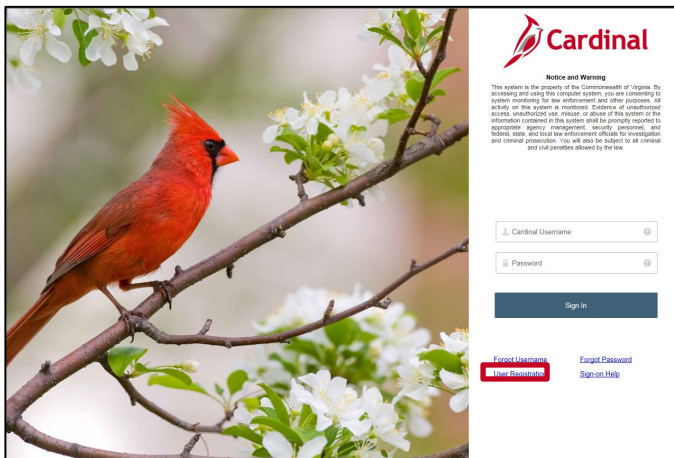 Cardinal
Notice and Warning
This system is the property of the Commonwealth of Virginia. By
accessing and using this computer system, you are consenting to
system monitoring for law enforcement and other purposes. All
activity on this system is monitored. Evidence of unauthorized
access, unauthorized use, misuse, or abuse of this system or the
information contained in this system shall be promptly reported to
appropriate agency management, security personnel, and
federal, state, and local law enforcement officials for investigation
and criminal prosecution. You will also be subject to all criminal
and civil penalties allowed by the law.
Cardinal Username ?
Password ?
Sign In
Forgot Username Forgot Password
User Registration Sign-on Help